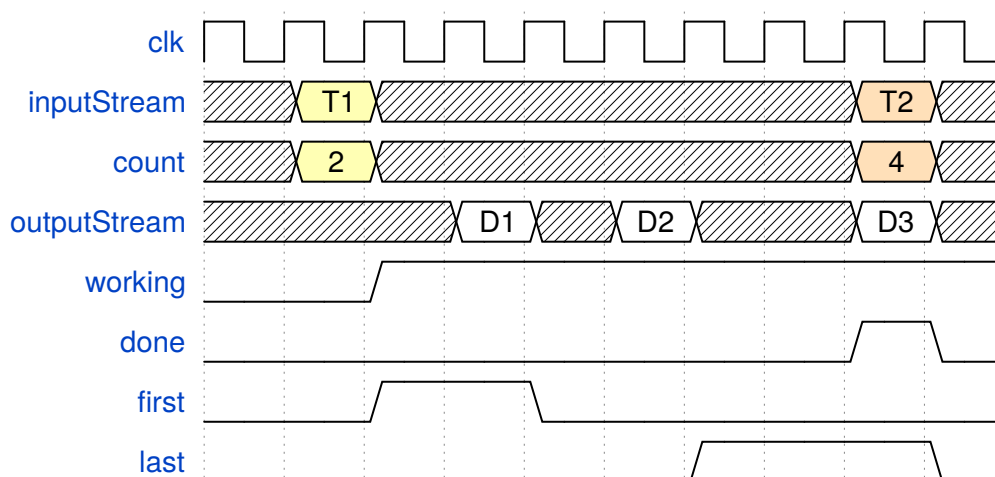 clk
inputStream T1 T2
count 2 4
outputStream D1 D2 D3
working
done
first
last